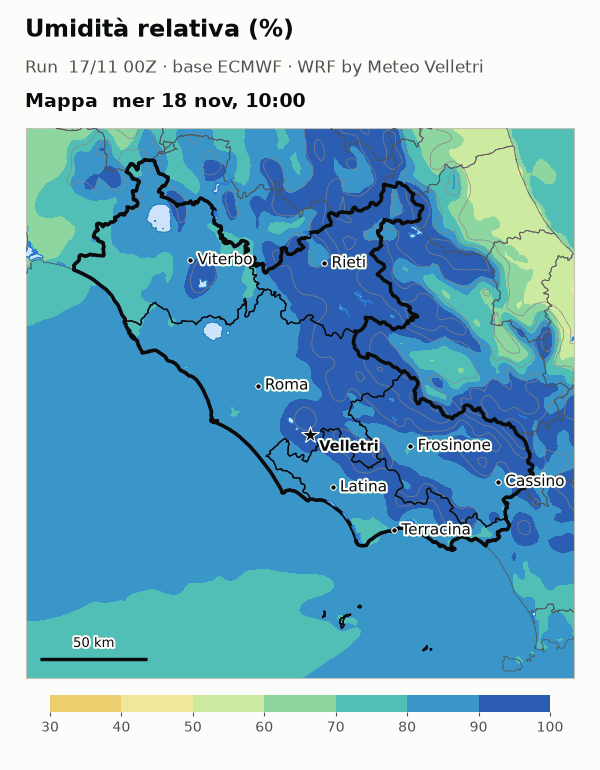 Umidità relativa (%)
Run 17/11 00Z · base ECMWF · WRF by Meteo Velletri
Mappa mer 18 nov, 10:00
Viterbo
Rieti
Roma
Velletri
Frosinone
Latina
Cassino
Terracina
50 km
30 40 50 60 70 80 90 100